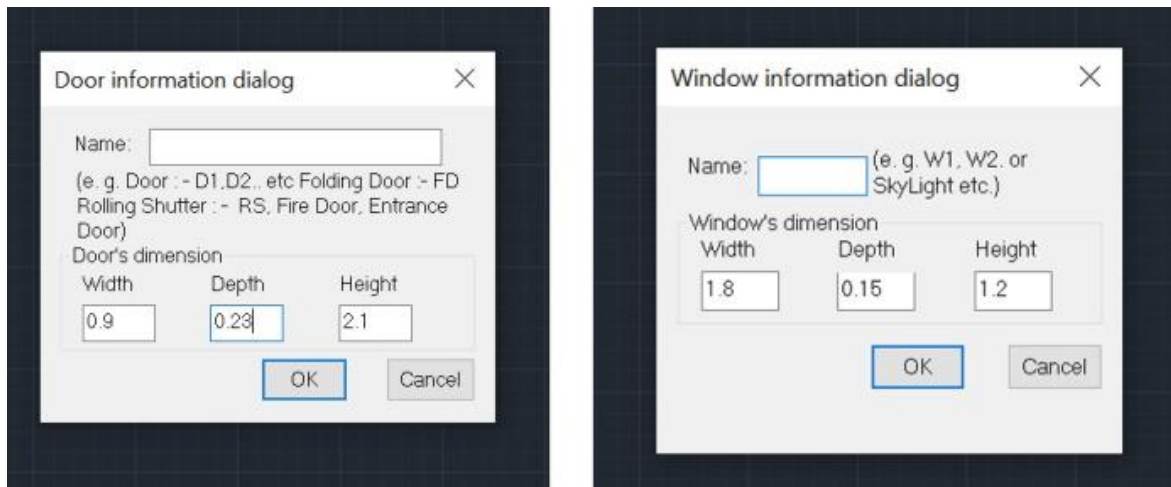 Door information dialog
Name:
(e. g. Door : - D1,D2.. etc Folding Door :- FD
Rolling Shutter : - RS, Fire Door, Entrance
Door)
Door's dimension
Width Depth Height
0.9 0.23 2.1
OK Cancel
Window information dialog
Name: (e. g. W1, W2. or
SkyLight etc.)
Window's dimension
Width Depth Height
1.8 0.15 1.2
OK Cancel